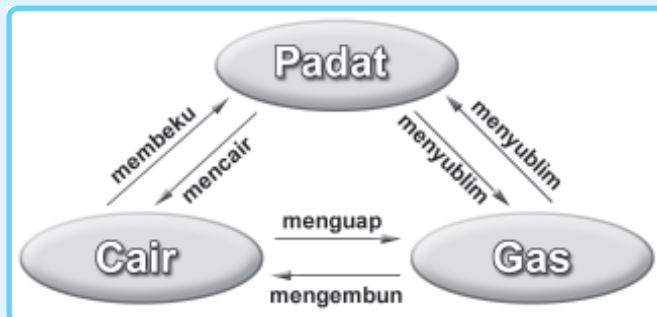 Padat
membeku
mencair
menyublim
menyublim
menguap
Cair
Gas
mengembun